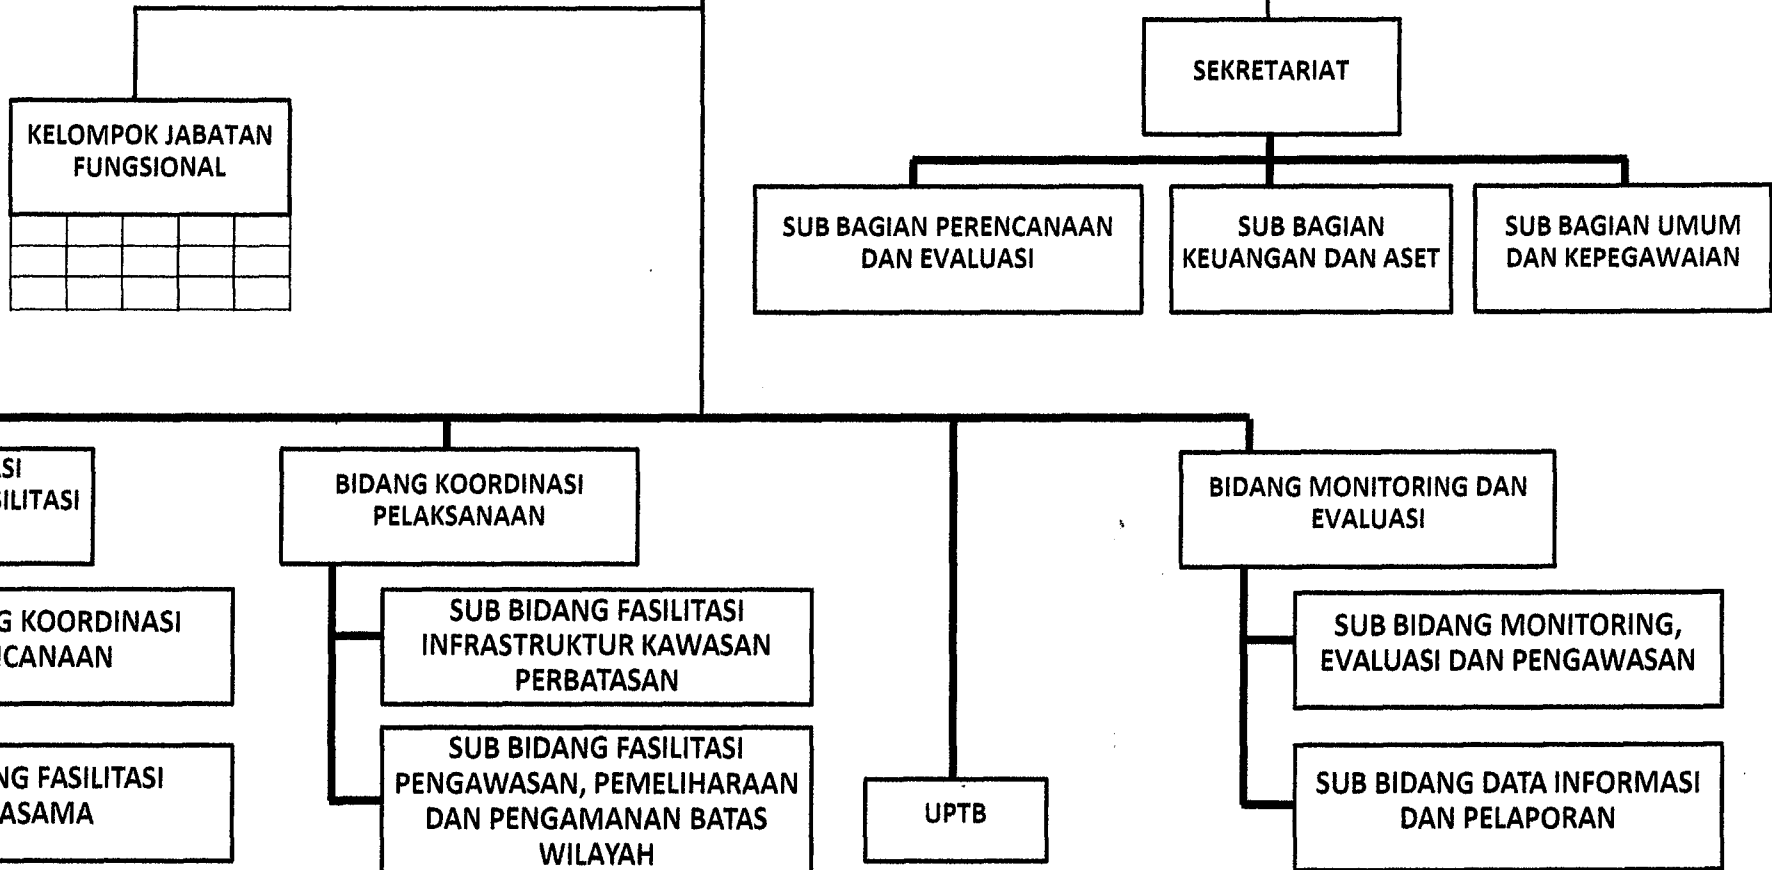 SEKRETARIAT
KELOMPOK JABATAN
FUNGSIONAL
SUB BAGIAN PERENCANAAN
DAN EVALUASI
SUB BAGIAN
KEUANGAN DAN ASET
SUB BAGIAN UMUM
DAN KEPEGAWAIAN
BIDANG KOORDINASI
PELAKSANAAN
BIDANG MONITORING DAN
EVALUASI
KOORDINASI
SUB BIDANG FASILITASI
INFRASTRUKTUR KAWASAN
PERBATASAN
SUB BIDANG MONITORING,
EVALUASI DAN PENGAWASAN
FASILITASI
SUB BIDANG FASILITASI
PENGAWASAN, PEMELIHARAAN
DAN PENGAMANAN BATAS
WILAYAH
UPTB
SUB BIDANG DATA INFORMASI
DAN PELAPORAN